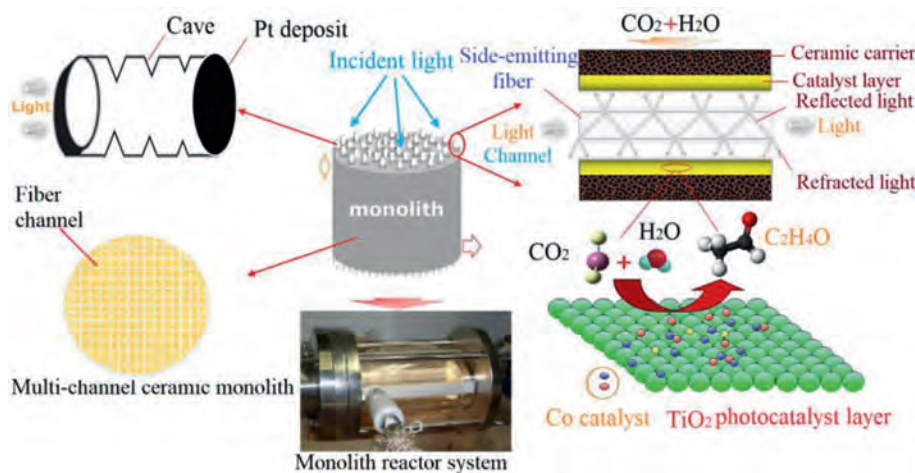 Cave
Pt deposit
Light
Incident light
CO2+H2O
Side-emitting
fiber
Ceramic carrier
Catalyst layer
Reflected light
Light
Channel
Light
Refracted light
monolith
Fiber
channel
CO2
+
H2O
C2H4O
Multi-channel ceramic monolith
Co catalyst
TiO2 photocatalyst layer
Monolith reactor system